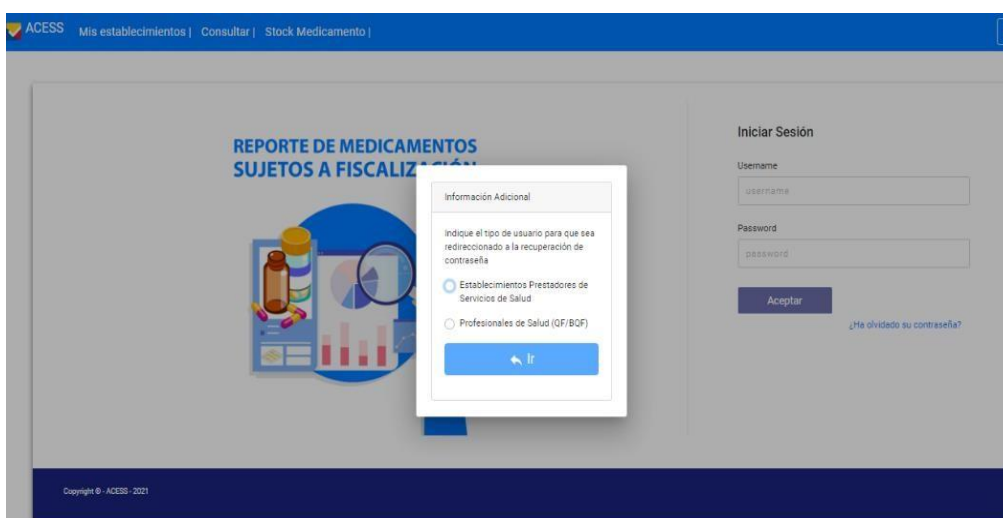 ACESS Mis establecimientos | Consultar | Stock Medicamento |
REPORTE DE MEDICAMENTOS
SUJETOS A
Información Adicional
Indique el tipo de usuario para que sea
redireccionado a la recuperación de
contraseña
Establecimientos Prestadores de
Servicios de Salud
Profesionales de Salud (QF/BQF)
Ir
Iniciar Sesión
Username
username
Password
password
Aceptar
¿Ha olvidado su contraseña?
Copyright © - ACESS - 2021